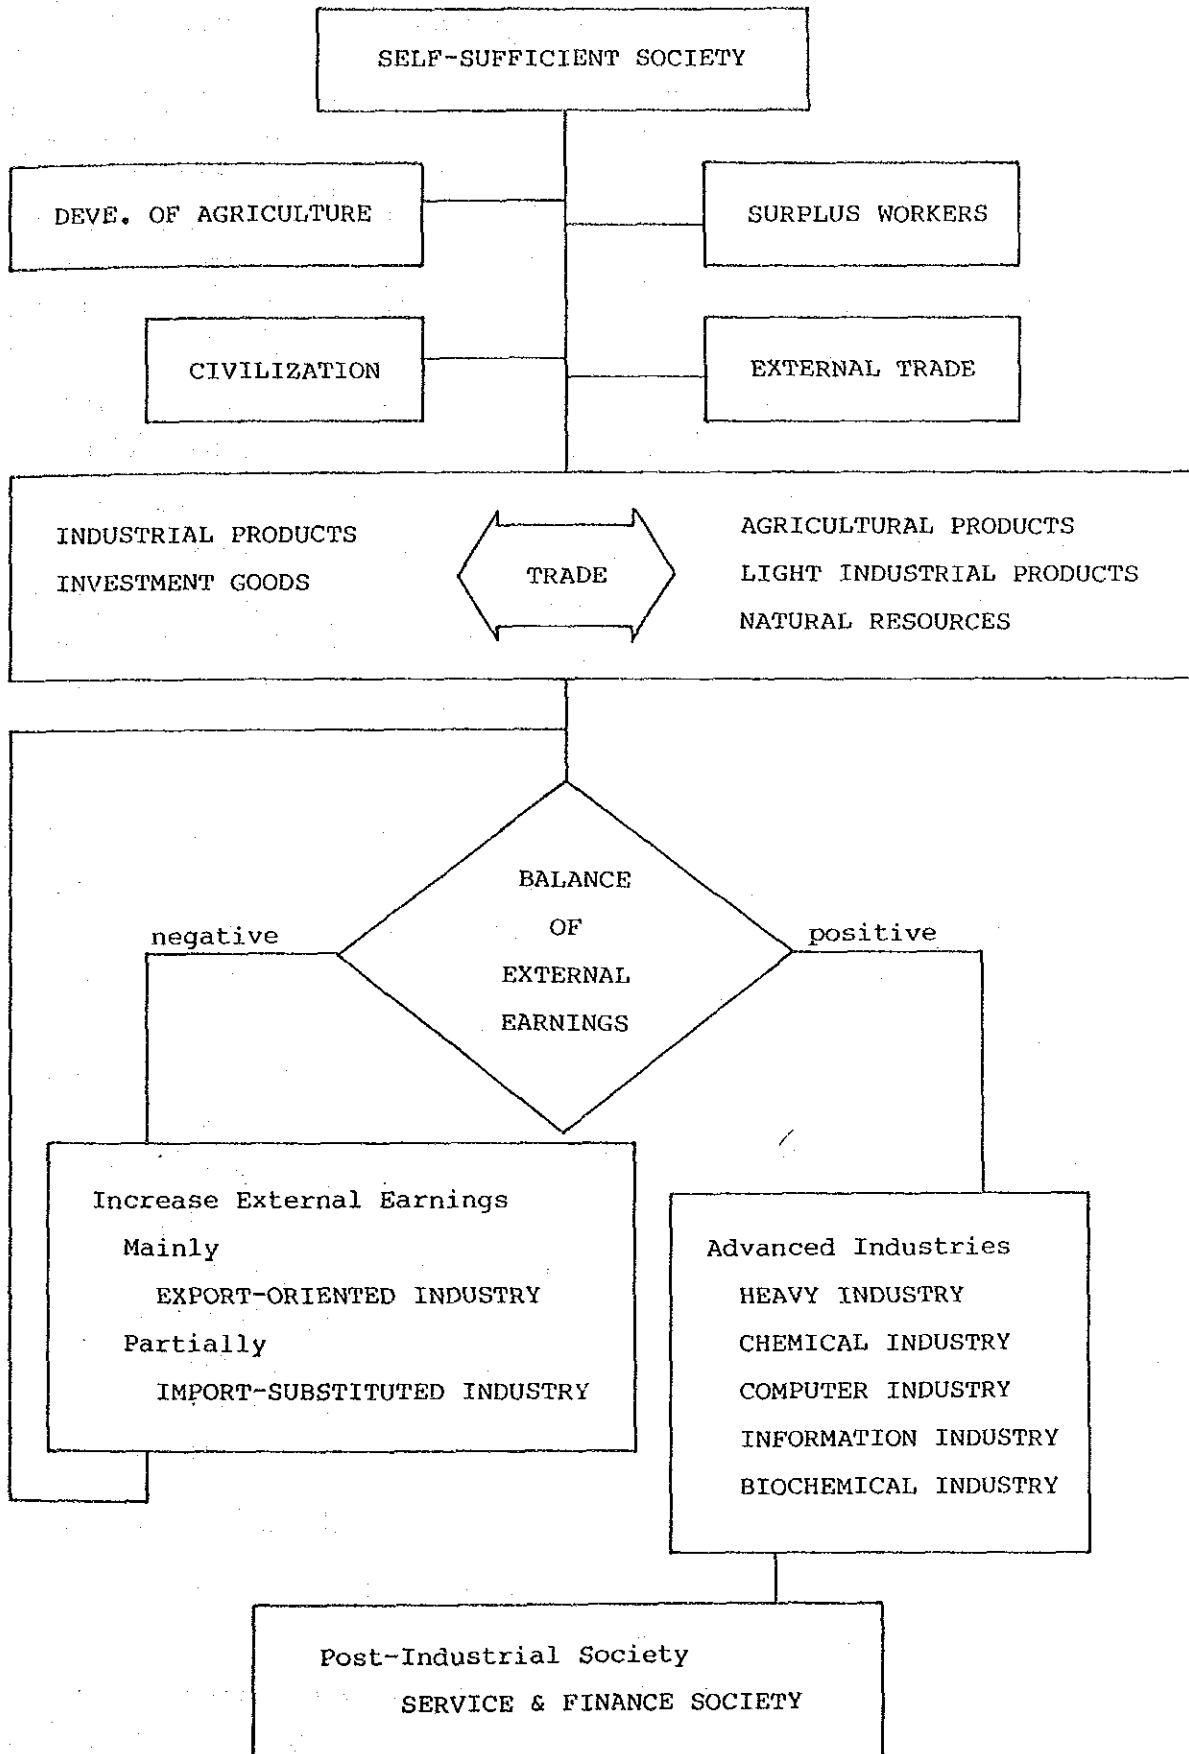 SELF-SUFFICIENT SOCIETY
DEVE. OF AGRICULTURE
SURPLUS WORKERS
CIVILIZATION
EXTERNAL TRADE
INDUSTRIAL PRODUCTS
INVESTMENT GOODS
TRADE
AGRICULTURAL PRODUCTS
LIGHT INDUSTRIAL PRODUCTS
NATURAL RESOURCES
BALANCE
OF
EXTERNAL
EARNINGS
negative
positive
Increase External Earnings
Mainly
EXPORT-ORIENTED INDUSTRY
Partially
IMPORT-SUBSTITUTED INDUSTRY
Advanced Industries
HEAVY INDUSTRY
CHEMICAL INDUSTRY
COMPUTER INDUSTRY
INFORMATION INDUSTRY
BIOCHEMICAL INDUSTRY
Post-Industrial Society
SERVICE & FINANCE SOCIETY